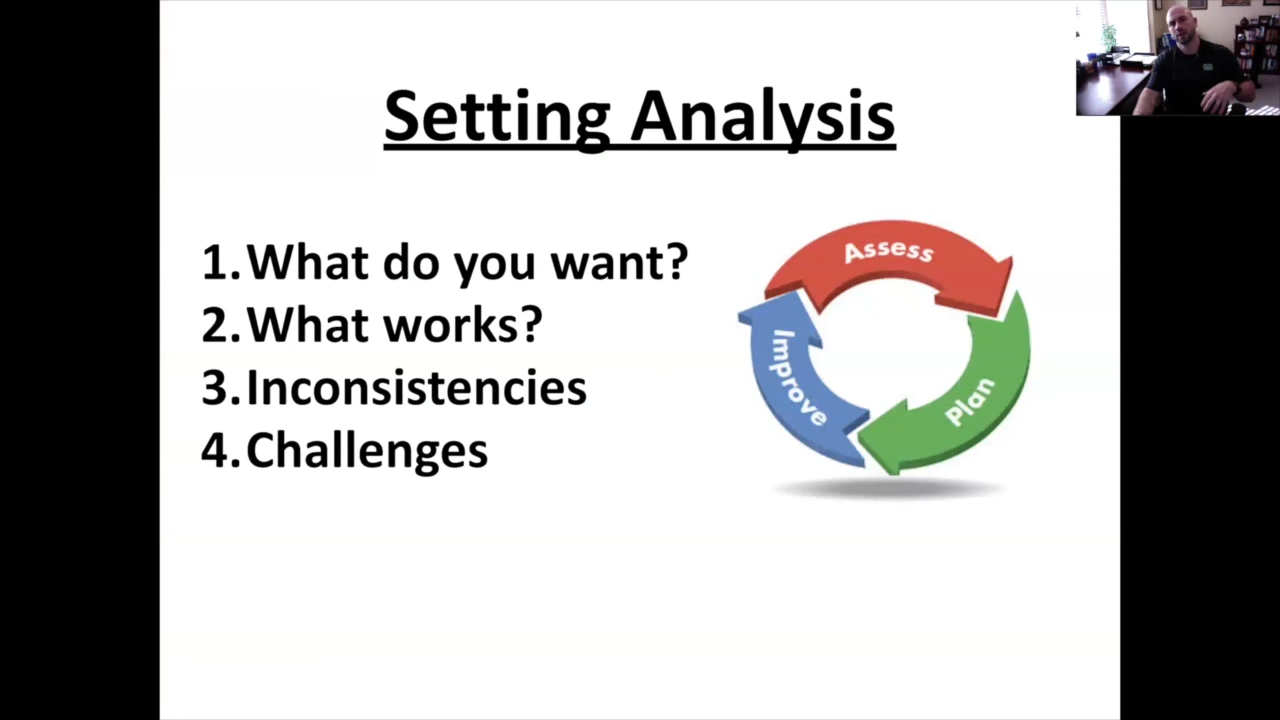 Setting Analysis
1.What do you want?
2.What works?
3.Inconsistencies
4.Challenges
Assess
Plan
Improve